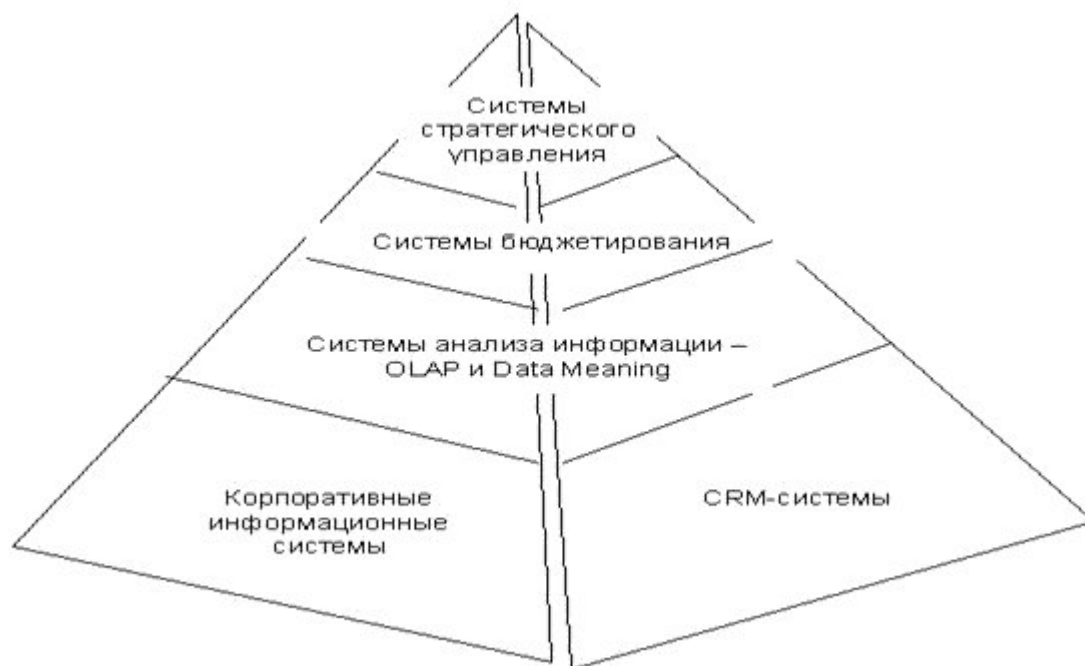 Системы
стратегического
управления
Системы бюджетирования
Системы анализа информации –
OLAP и Data Meaning
Корпоративные
информационные
системы
CRM-системы